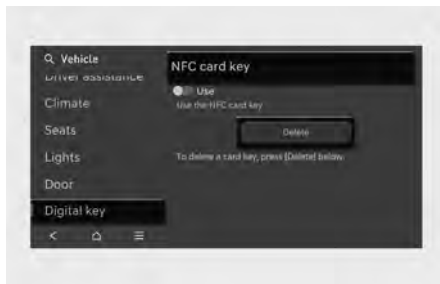 Vehicle
Driver assistance
Climate
Seats
Lights
Door
Digital key
NFC card key
Use
Use the NFC card key
Delete
To delete a card key, press [Delete] below.